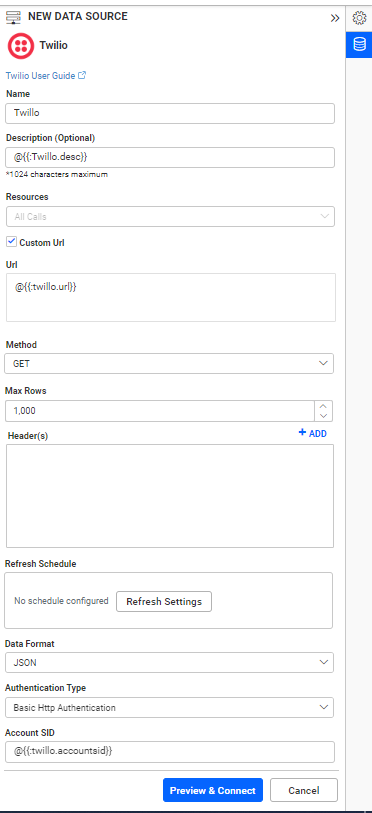 NEW DATA SOURCE
Twilio
Twilio User Guide
Name
Twillo
Description (Optional)
@{{:Twillo.desc}}
*1024 characters maximum
Resources
All Calls
Custom Url
Url
@{{:twillo.url}}
Method
GET
Max Rows
1,000
Header(s)
+ ADD
Refresh Schedule
No schedule configured Refresh Settings
Data Format
JSON
Authentication Type
Basic Http Authentication
Account SID
@{{:twillo.accountsid}}
Preview & Connect Cancel